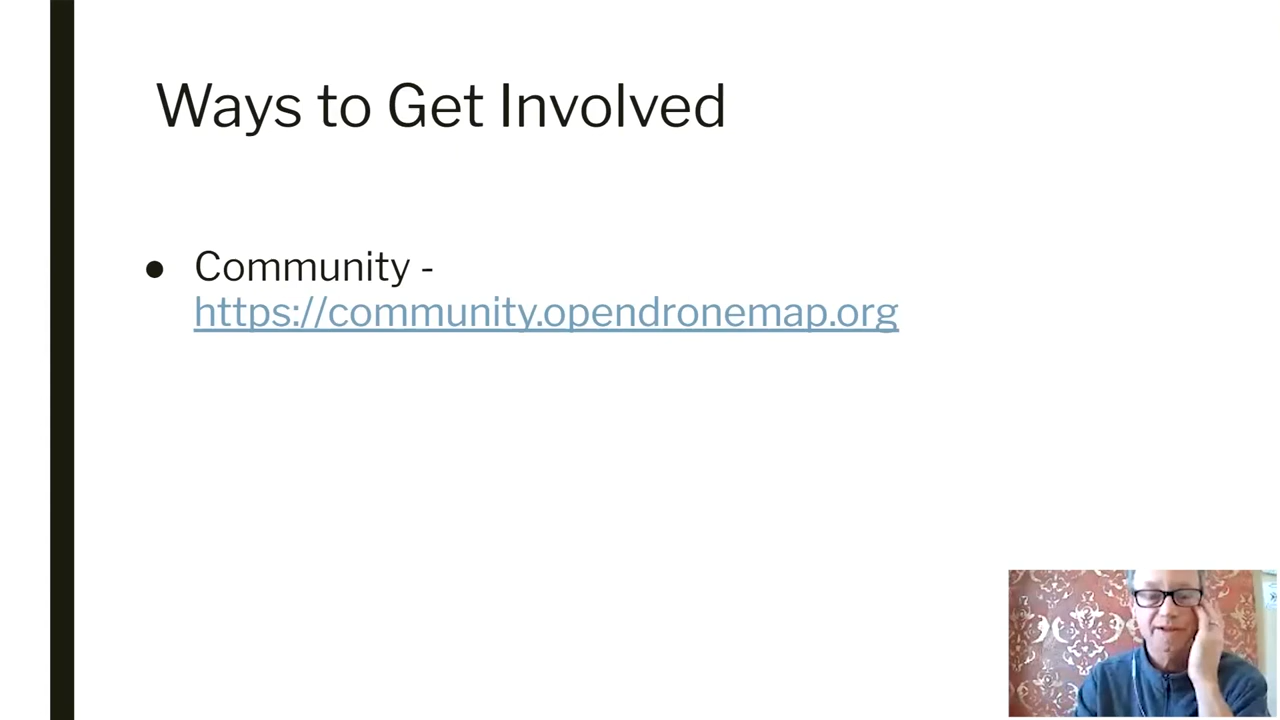 Ways to Get Involved
● Community -
https://community.opendronemap.org